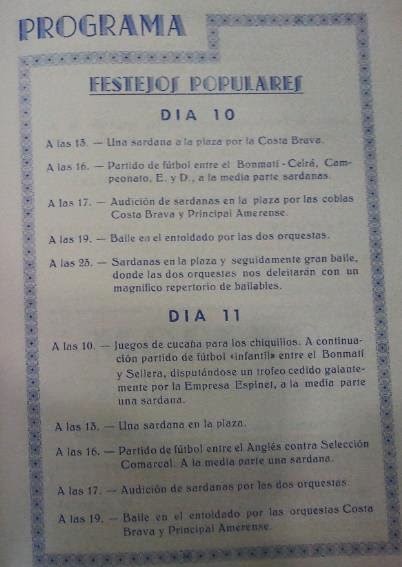 PROGRAMA
FESTEJOS POPULARES
DIA 10
A las 13. — Una sardana a la plaza por la Costa Brava.
A las 16. — Partido de fútbol entre el Bonmatí - Celrá, Cam-
peonato, E. y D., a la media parte sardanas.
A las 17. — Audición de sardanas en la plaza por las coblas
Costa Brava y Principal Amerense.
A las 19. — Baile en el entoldado por las dos orquestas.
A las 23. — Sardanas en la plaza y seguidamente gran baile,
donde las dos orquestas nos deleitarán con un
magnífico repertorio de bailables.
DIA 11
A las 10. — Juegos de cucaña para los chiquillos. A continua-
ción partido de fútbol «infantil» entre el Bonmatí
y Sellera, disputándose un trofeo cedido galante-
mente por la Empresa Espinet, a la media parte
una sardana.
A las 13. — Una sardana en la plaza.
A las 16. — Partido de fútbol entre el Anglés contra Selección
Comarcal. A la media parte una sardana.
A las 17. — Audición de sardanas por las dos orquestas
A las 19. — Baile en el entoldado por las orquestas Costa
Brava y Principal Amerense.